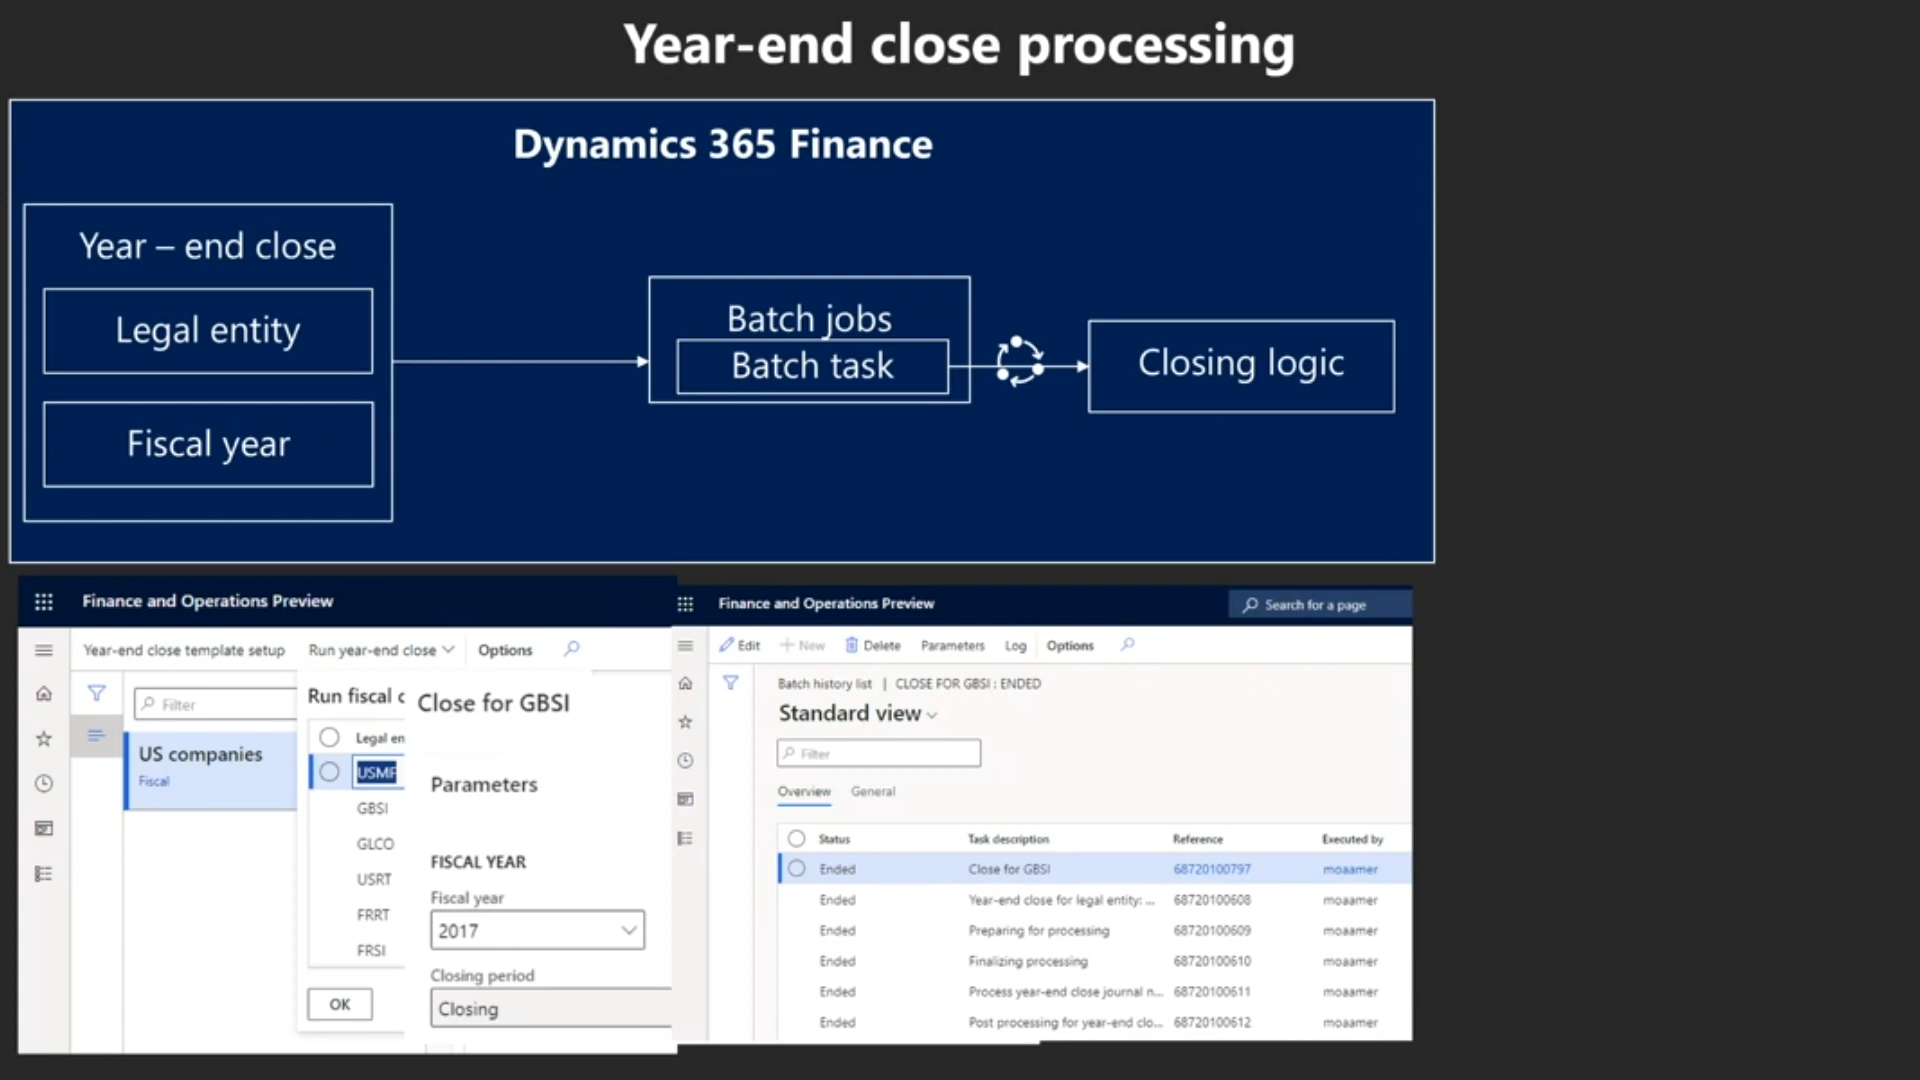 Year-end close processing
Dynamics 365 Finance
Year – end close
Legal entity
Fiscal year
Batch jobs
Batch task
Closing logic
Finance and Operations Preview
Year-end close template setup Run year-end close Options
Filter
US companies
Fiscal
Run fiscal c
Legal en
USMF
GBSI
GLCO
USRT
FRRT
FRSI
OK
Close for GBSI
Parameters
FISCAL YEAR
Fiscal year
2017
Closing period
Closing
Finance and Operations Preview Search for a page
Edit New Delete Parameters Log Options
Batch history list | CLOSE FOR GBSI : ENDED
Standard view
Filter
Overview General
Status Task description Reference Executed by
Ended Close for GBSI 68720100797 moaamer
Ended Year-end close for legal entity: ... 68720100608 moaamer
Ended Preparing for processing 68720100609 moaamer
Ended Finalizing processing 68720100610 moaamer
Ended Process year-end close journal n... 68720100611 moaamer
Ended Post processing for year-end clo... 68720100612 moaamer